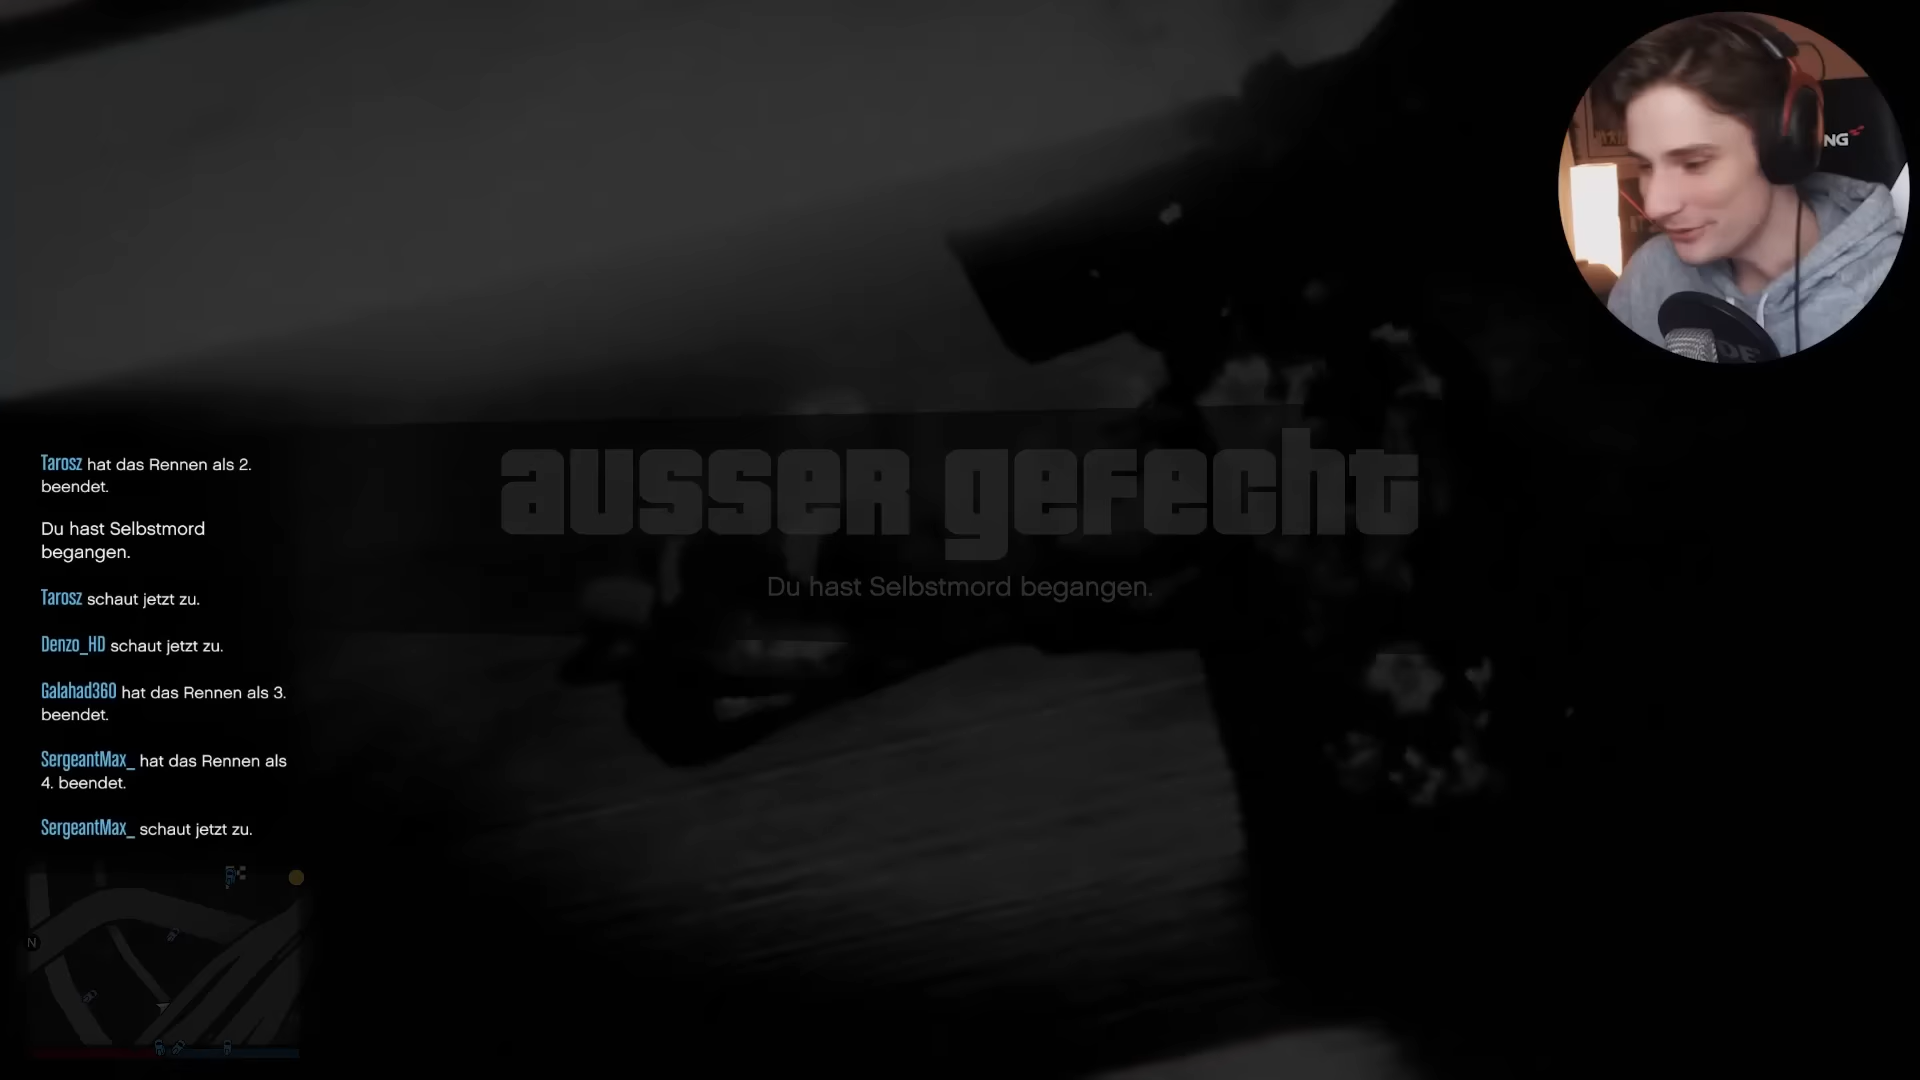 NG
DE
ausser gefecht
Du hast Selbstmord begangen.
Tarosz hat das Rennen als 2.
beendet.
Du hast Selbstmord
begangen.
Tarosz schaut jetzt zu.
Denzo_HD schaut jetzt zu.
Galahad360 hat das Rennen als 3.
beendet.
SergeantMax_ hat das Rennen als
4. beendet.
SergeantMax_ schaut jetzt zu.
N